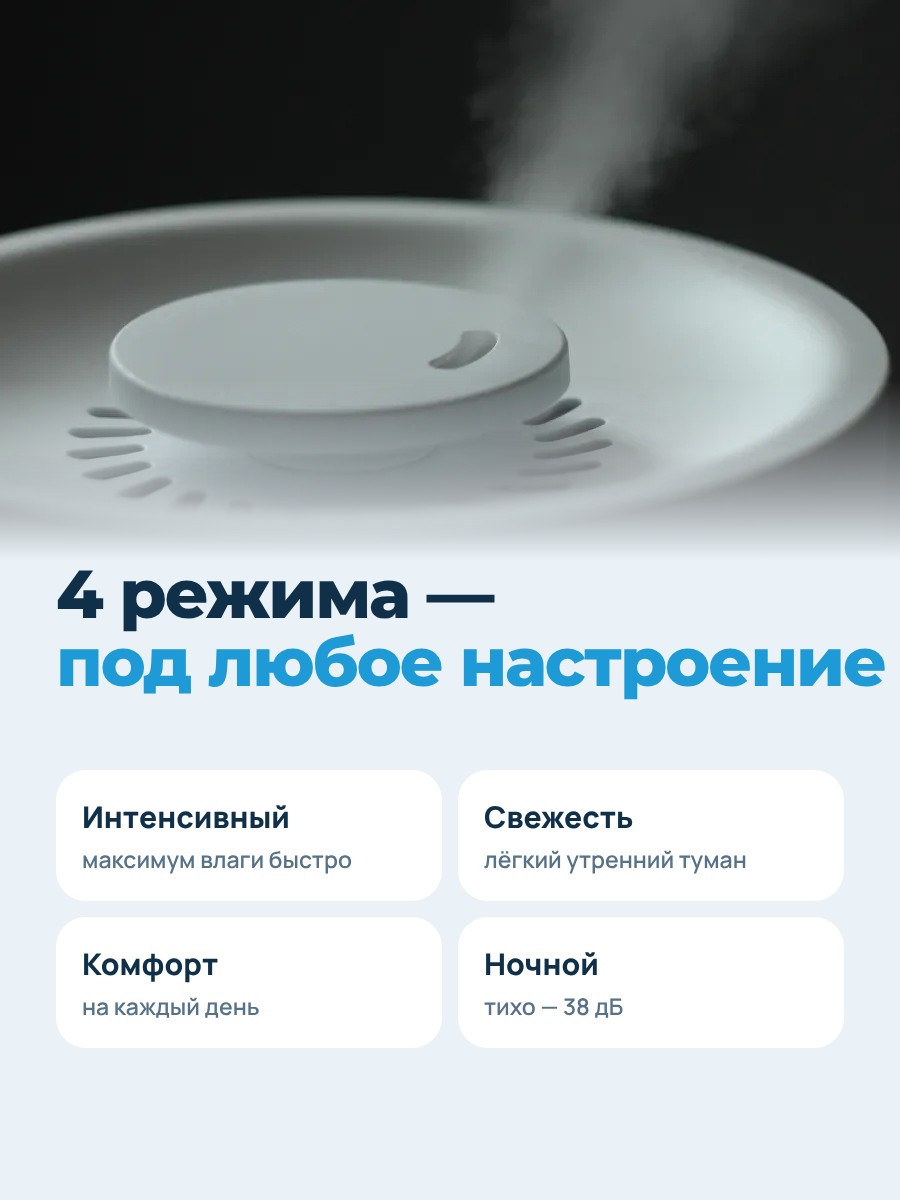 4 режима —
под любое настроение
Интенсивный
максимум влаги быстро
Свежесть
лёгкий утренний туман
Комфорт
на каждый день
Ночной
тихо — 38 дБ